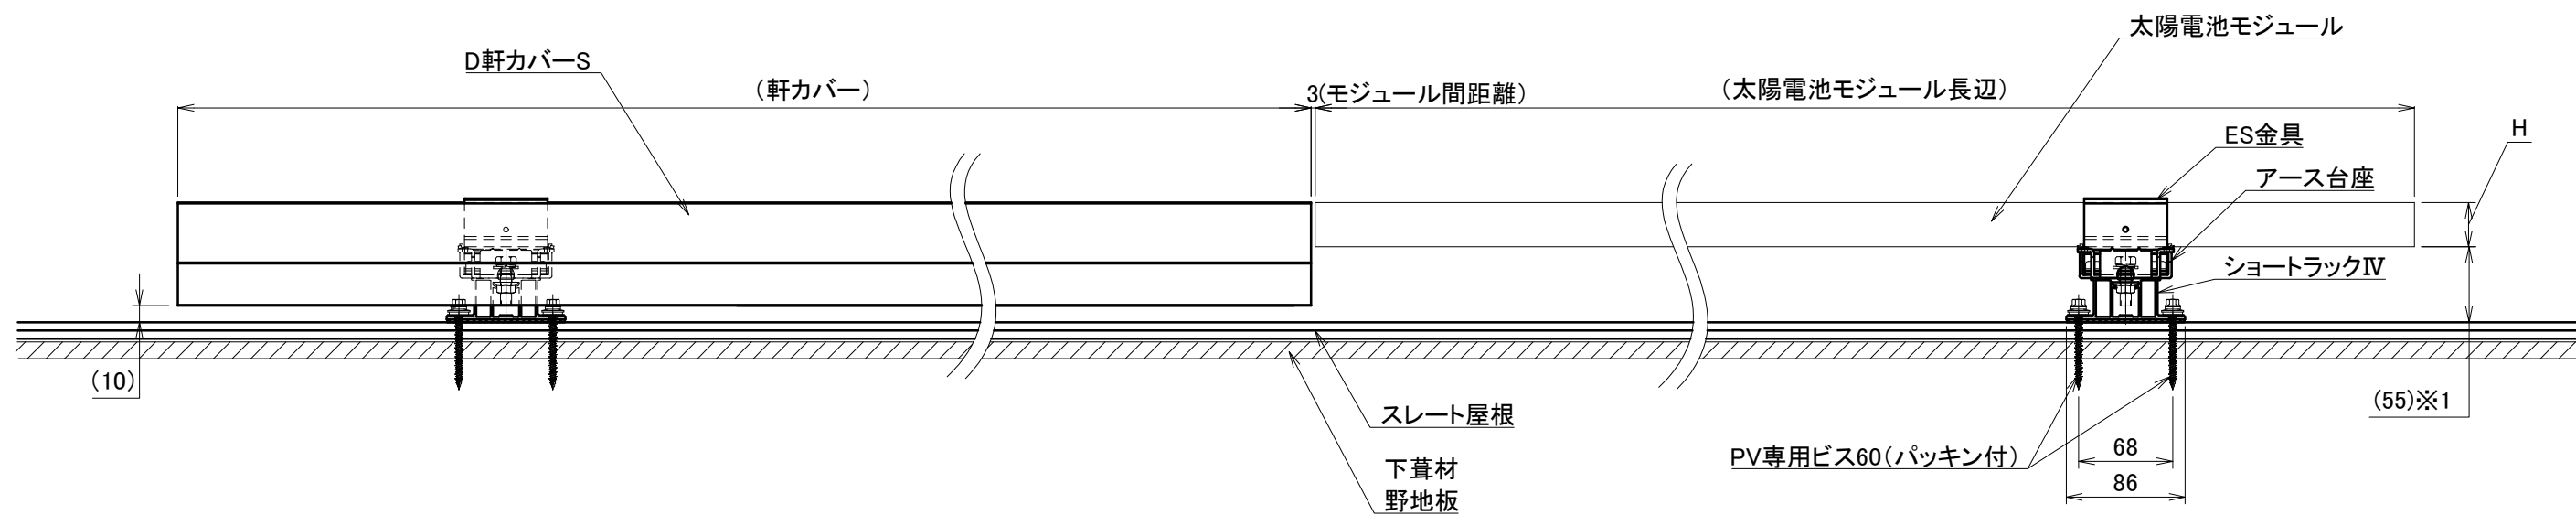 太陽電池モジュール
D軒カバーS
(軒カバー)
3(モジュール間距離)
(太陽電池モジュール長辺)
H
ES金具
アース台座
ショートラックⅣ
(10)
(55)※1
スレート屋根
PV専用ビス60(パッキン付)
68
86
下葺材
野地板